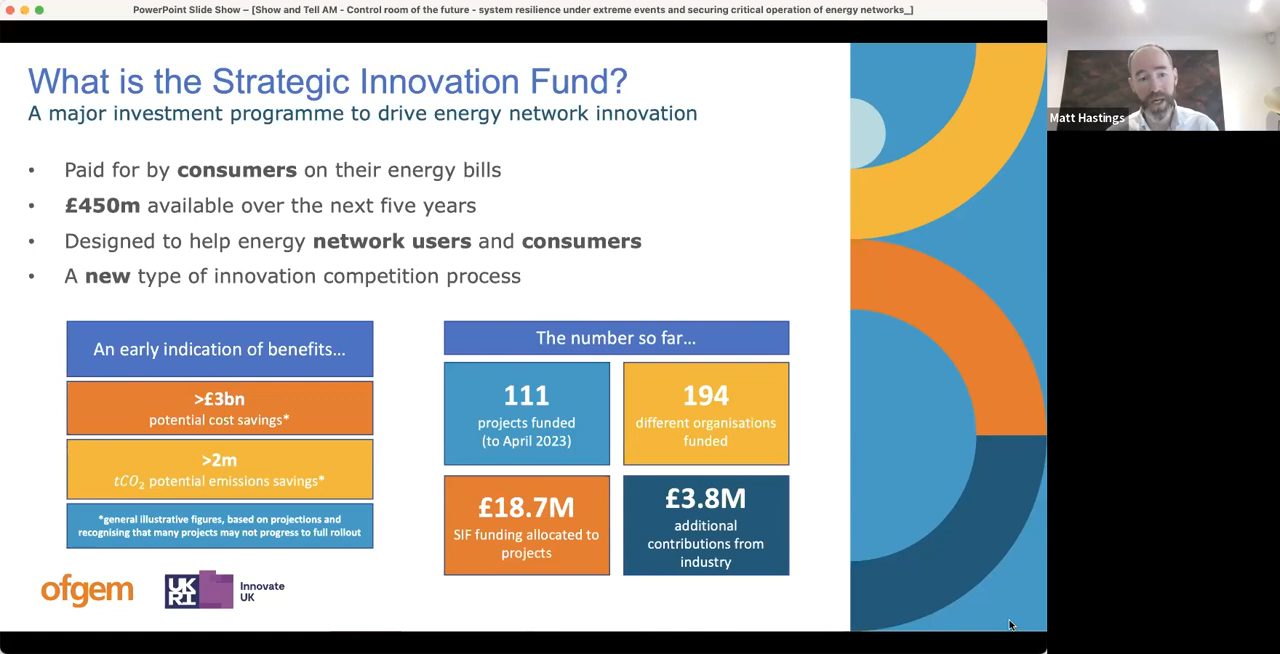 PowerPoint Slide Show – [Show and Tell AM - Control room of the future - system resilience under extreme events and securing critical operation of energy networks_]
What is the Strategic Innovation Fund?
A major investment programme to drive energy network innovation
• Paid for by consumers on their energy bills
• £450m available over the next five years
• Designed to help energy network users and consumers
• A new type of innovation competition process
An early indication of benefits...
>£3bn
potential cost savings*
>2m
tCO₂ potential emissions savings*
*general illustrative figures, based on projections and
recognising that many projects may not progress to full rollout
The number so far...
111
projects funded
(to April 2023)
194
different organisations
funded
£18.7M
SIF funding allocated to
projects
£3.8M
additional
contributions from
industry
ofgem
UK
RI
Innovate
UK
Matt Hastings